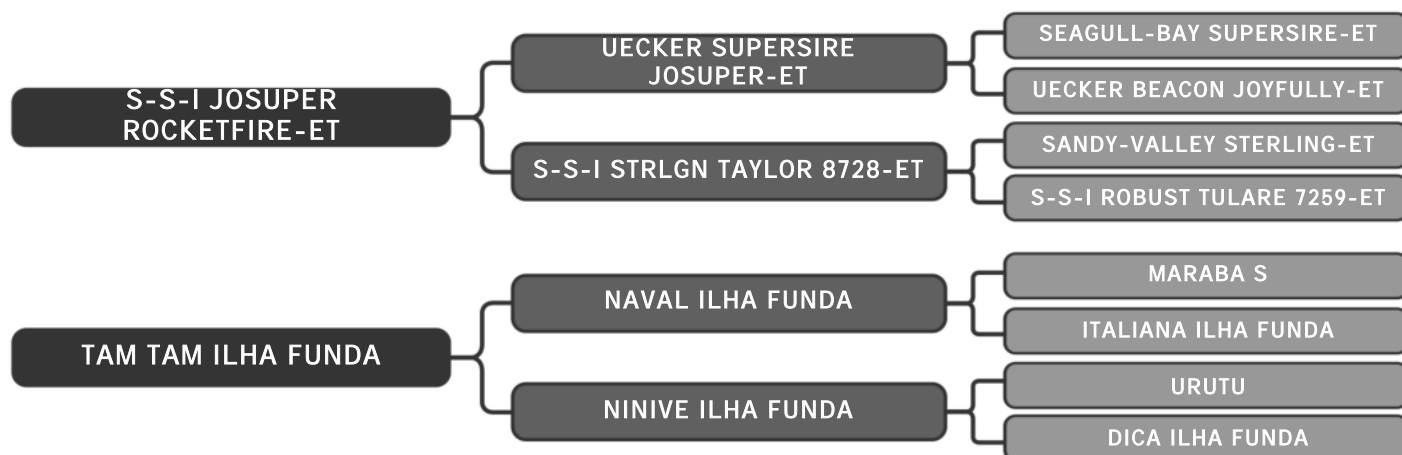 S-S-I JOSUPER
ROCKETFIRE-ET
UECKER SUPERSIRE
JOSUPER-ET
S-S-I STRLGN TAYLOR 8728-ET
SEAGULL-BAY SUPERSIRE-ET
UECKER BEACON JOYFULLY-ET
SANDY-VALLEY STERLING-ET
S-S-I ROBUST TULARE 7259-ET
TAM TAM ILHA FUNDA
NAVAL ILHA FUNDA
NINIVE ILHA FUNDA
MARABA S
ITALIANA ILHA FUNDA
URUTU
DICA ILHA FUNDA